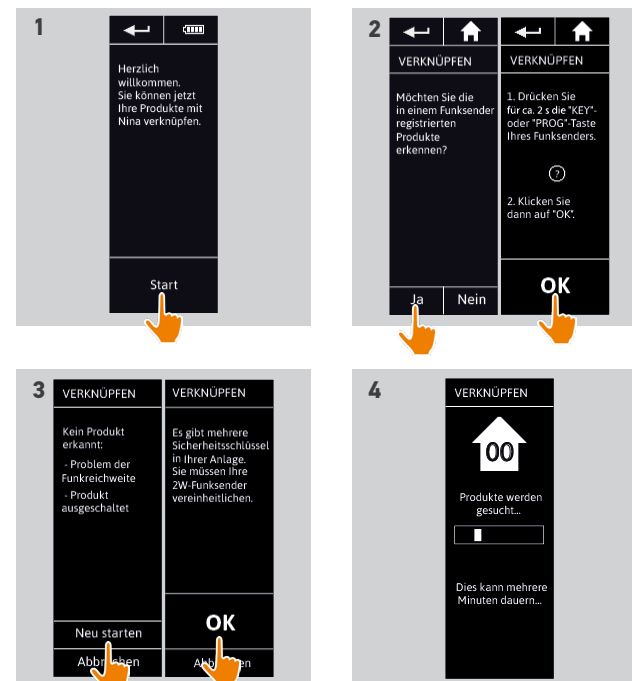 1
Herzlich
willkommen.
Sie können jetzt
Ihre Produkte mit
Nina verknüpfen.
Start
2
VERKNÜPFEN
Möchten Sie die
in einem Funksender
registrierten
Produkte
erkennen?
Ja
Nein
VERKNÜPFEN
1. Drücken Sie
für ca. 2 s die "KEY"-
oder "PROG"-Taste
Ihres Funksenders.
?
2. Klicken Sie
dann auf "OK".
OK
3
VERKNÜPFEN
Kein Produkt
erkannt:
- Problem der
Funkreichweite
- Produkt
ausgeschaltet
Neu starten
VERKNÜPFEN
Es gibt mehrere
Sicherheitsschlüssel
in Ihrer Anlage.
Sie müssen Ihre
2W-Funksender
vereinheitlichen.
OK
4
VERKNÜPFEN
00
Produkte werden
gesucht...
Dies kann mehrere
Minuten dauern...